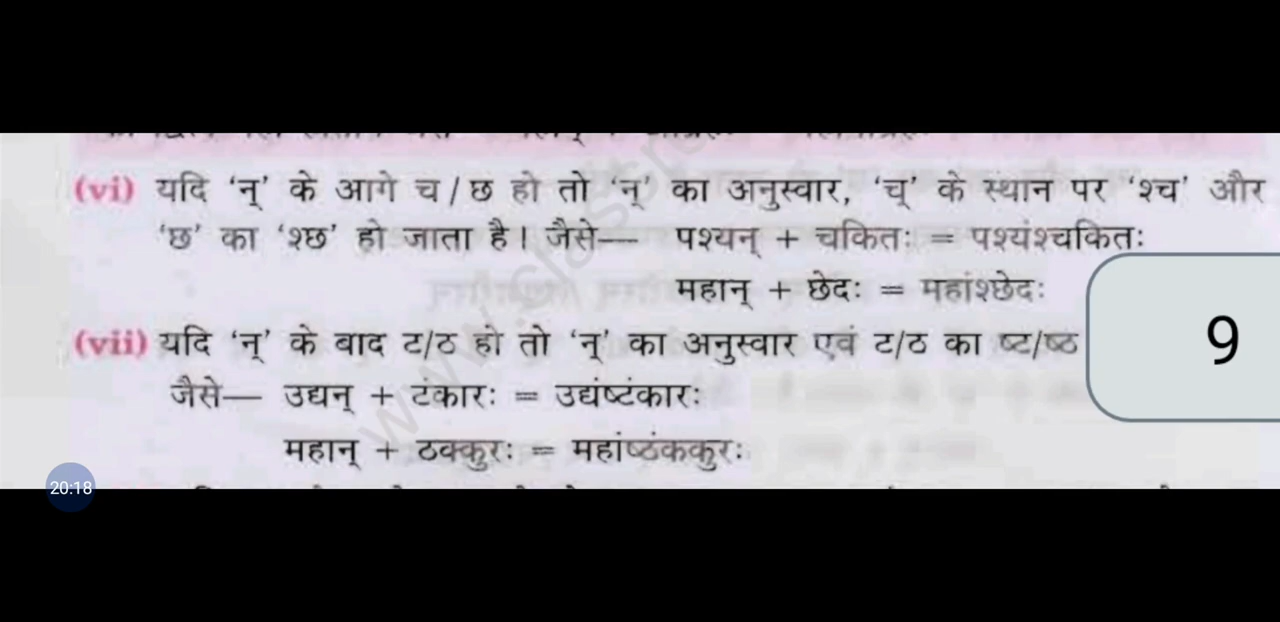 (vi) यदि ‘न्’ के आगे च / छ हो तो ‘न्’ का अनुस्वार, ‘च्’ के स्थान पर ‘श्च’ और
‘छ’ का ‘श्छ’ हो जाता है। जैसे— पश्यन् + चकितः = पश्यंश्चकितः
महान् + छेदः = महांश्छेदः
9
(vii) यदि ‘न्’ के बाद ट/ठ हो तो ‘न्’ का अनुस्वार एवं ट/ठ का ष्ट/ष्ठ
जैसे— उद्यन् + टंकारः = उद्यंष्टंकारः
महान् + ठक्कुरः = महांष्ठंककुरः
20:18